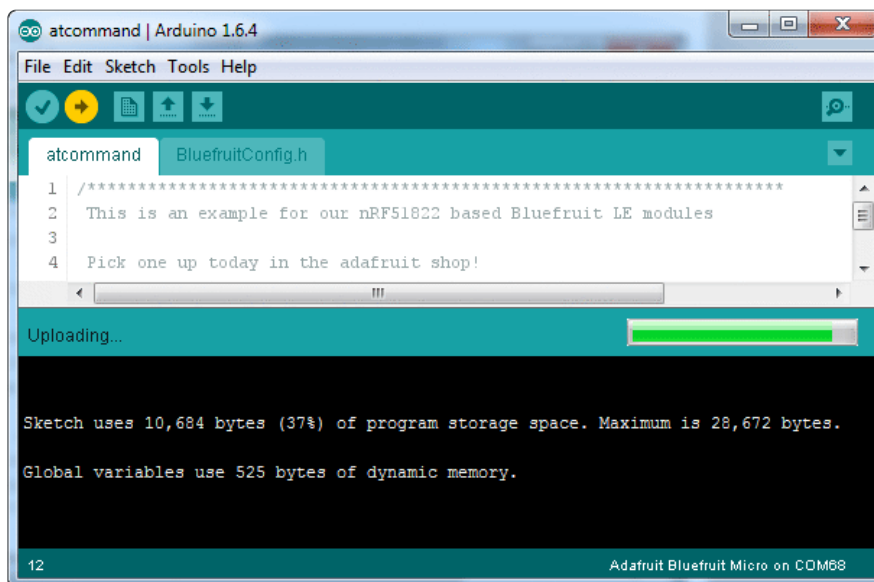 atcommand | Arduino 1.6.4
File Edit Sketch Tools Help
atcommand BluefruitConfig.h
1 /*********************************************************************
2 This is an example for our nRF51822 based Bluefruit LE modules
3
4 Pick one up today in the adafruit shop!
Uploading...
Sketch uses 10,684 bytes (37%) of program storage space. Maximum is 28,672 bytes.
Global variables use 525 bytes of dynamic memory.
12 Adafruit Bluefruit Micro on COM68